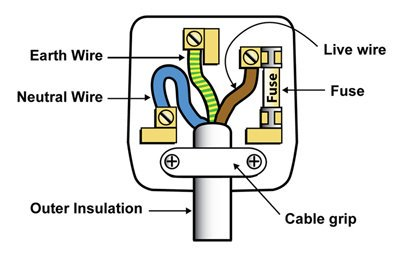 Earth Wire
Live wire
Neutral Wire
Fuse
Fuse
Outer Insulation
Cable grip